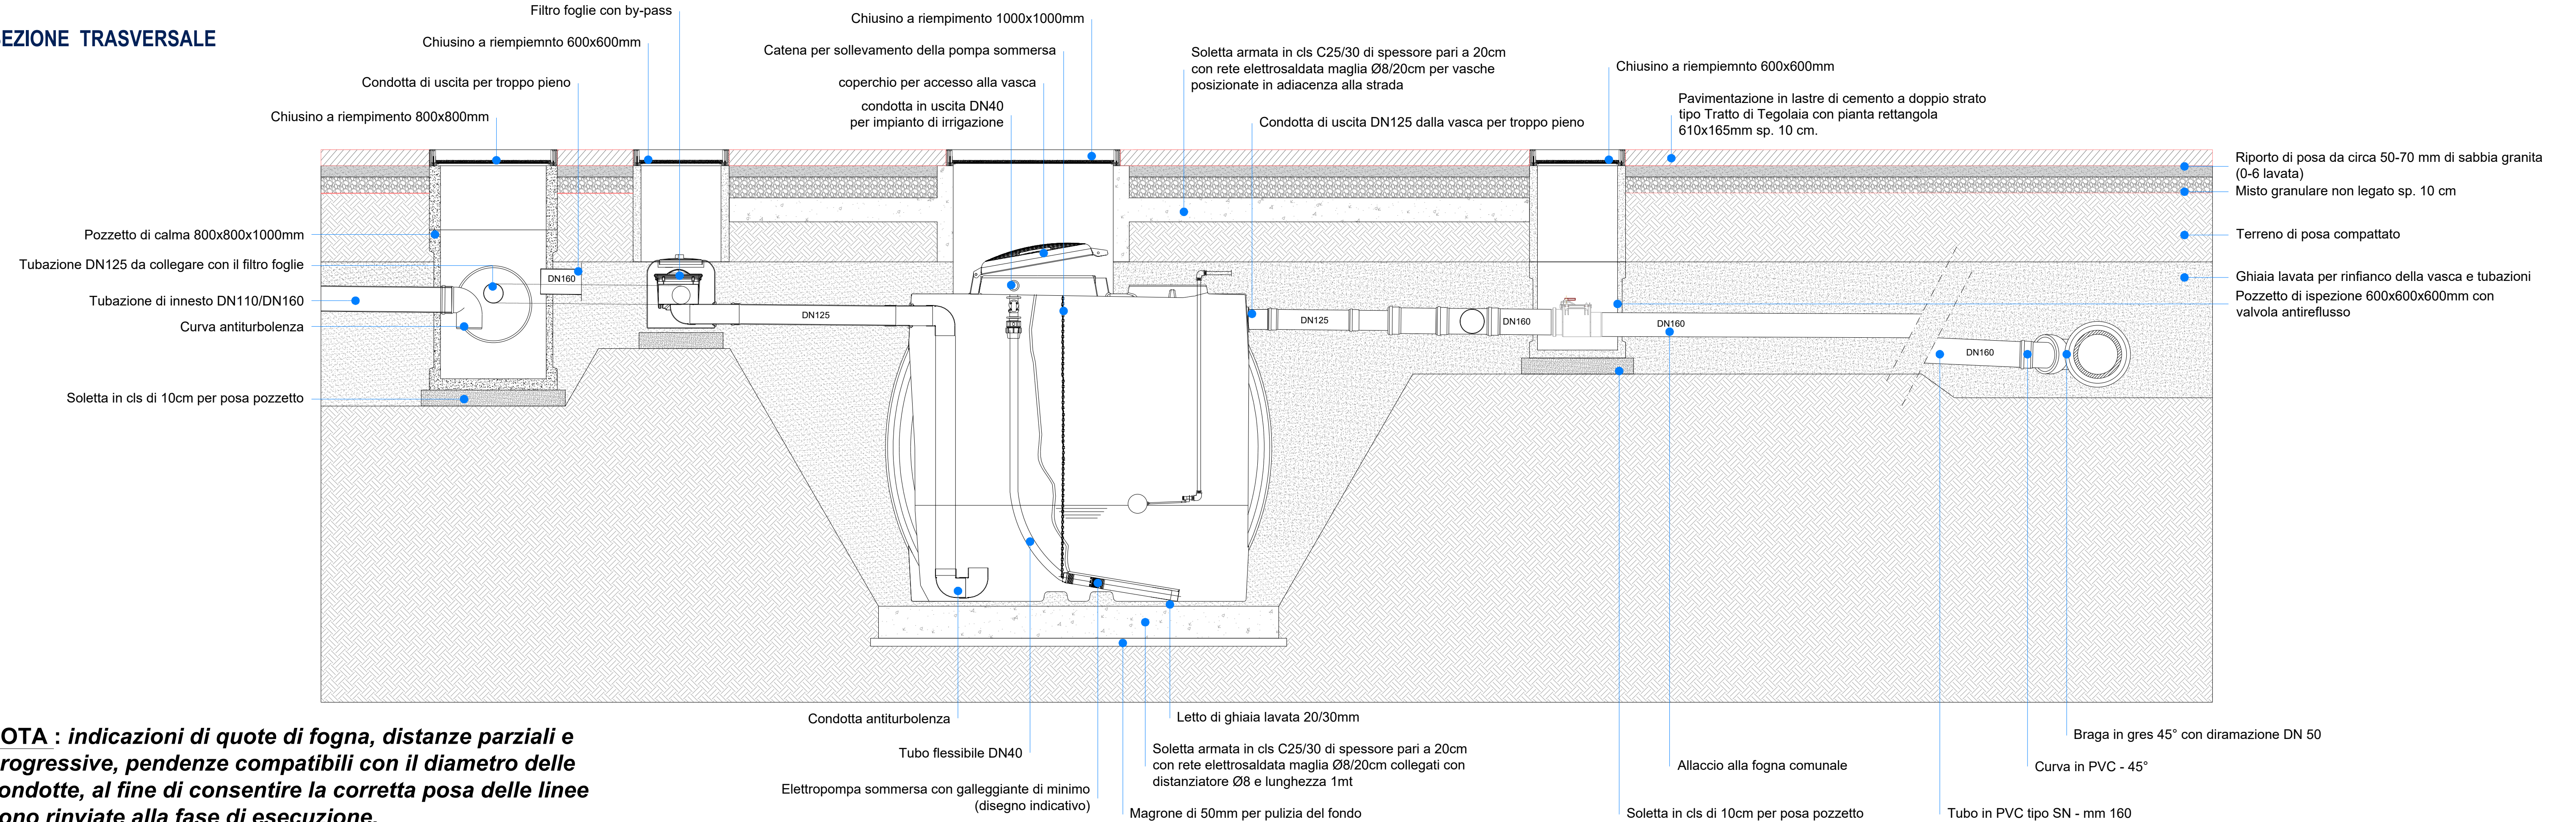 EZIONE TRASVERSALE
Filtro foglie con by-pass
Chiusino a riempiemnto 600x600mm
Condotta di uscita per troppo pieno
Chiusino a riempimento 800x800mm
Chiusino a riempimento 1000x1000mm
Catena per sollevamento della pompa sommersa
coperchio per accesso alla vasca
condotta in uscita DN40
per impianto di irrigazione
Soletta armata in cls C25/30 di spessore pari a 20cm
con rete elettrosaldata maglia Ø8/20cm per vasche
posizionate in adiacenza alla strada
Condotta di uscita DN125 dalla vasca per troppo pieno
Chiusino a riempiemnto 600x600mm
Pavimentazione in lastre di cemento a doppio strato
tipo Tratto di Tegolaia con pianta rettangola
610x165mm sp. 10 cm.
Riporto di posa da circa 50-70 mm di sabbia granita
(0-6 lavata)
Misto granulare non legato sp. 10 cm
Terreno di posa compattato
Ghiaia lavata per rinfianco della vasca e tubazioni
Pozzetto di ispezione 600x600x600mm con
valvola antireflusso
Pozzetto di calma 800x800x1000mm
Tubazione DN125 da collegare con il filtro foglie
Tubazione di innesto DN110/DN160
Curva antiturbolenza
Soletta in cls di 10cm per posa pozzetto
DN160
DN125
DN125
DN160
DN160
DN160
Condotta antiturbolenza
Tubo flessibile DN40
Elettropompa sommersa con galleggiante di minimo
(disegno indicativo)
Letto di ghiaia lavata 20/30mm
Soletta armata in cls C25/30 di spessore pari a 20cm
con rete elettrosaldata maglia Ø8/20cm collegati con
distanziatore Ø8 e lunghezza 1mt
Magrone di 50mm per pulizia del fondo
Allaccio alla fogna comunale
Soletta in cls di 10cm per posa pozzetto
Braga in gres 45° con diramazione DN 50
Curva in PVC - 45°
Tubo in PVC tipo SN - mm 160
OTA : indicazioni di quote di fogna, distanze parziali e
rogressive, pendenze compatibili con il diametro delle
ondotte, al fine di consentire la corretta posa delle linee
ono rinviate alla fase di esecuzione.